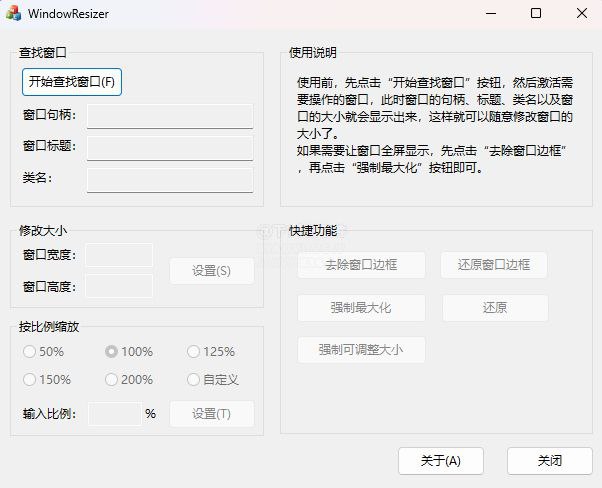 WindowResizer
查找窗口
开始查找窗口(F)
窗口句柄：
窗口标题：
类名：
使用说明
使用前，先点击“开始查找窗口”按钮，然后激活需
要操作的窗口，此时窗口的句柄、标题、类名以及窗
口的大小就会显示出来，这样就可以随意修改窗口的
大小了。
如果需要让窗口全屏显示，先点击“去除窗口边框”
，再点击“强制最大化”按钮即可。
修改大小
窗口宽度：
窗口高度：
设置(S)
按比例缩放
50% 100% 125%
150% 200% 自定义
输入比例： % 设置(T)
快捷功能
去除窗口边框 还原窗口边框
强制最大化 还原
强制可调整大小
关于(A) 关闭